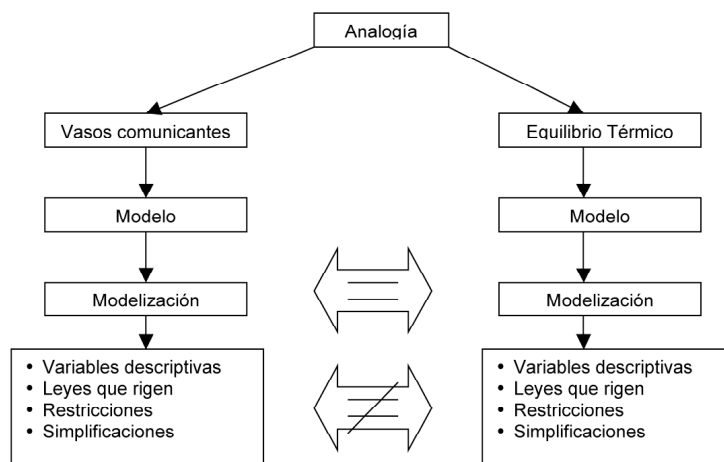 Analogía
Vasos comunicantes
Equilibrio Térmico
Modelo
Modelo
Modelización
Modelización
• Variables descriptivas
• Leyes que rigen
• Restricciones
• Simplificaciones
• Variables descriptivas
• Leyes que rigen
• Restricciones
• Simplificaciones